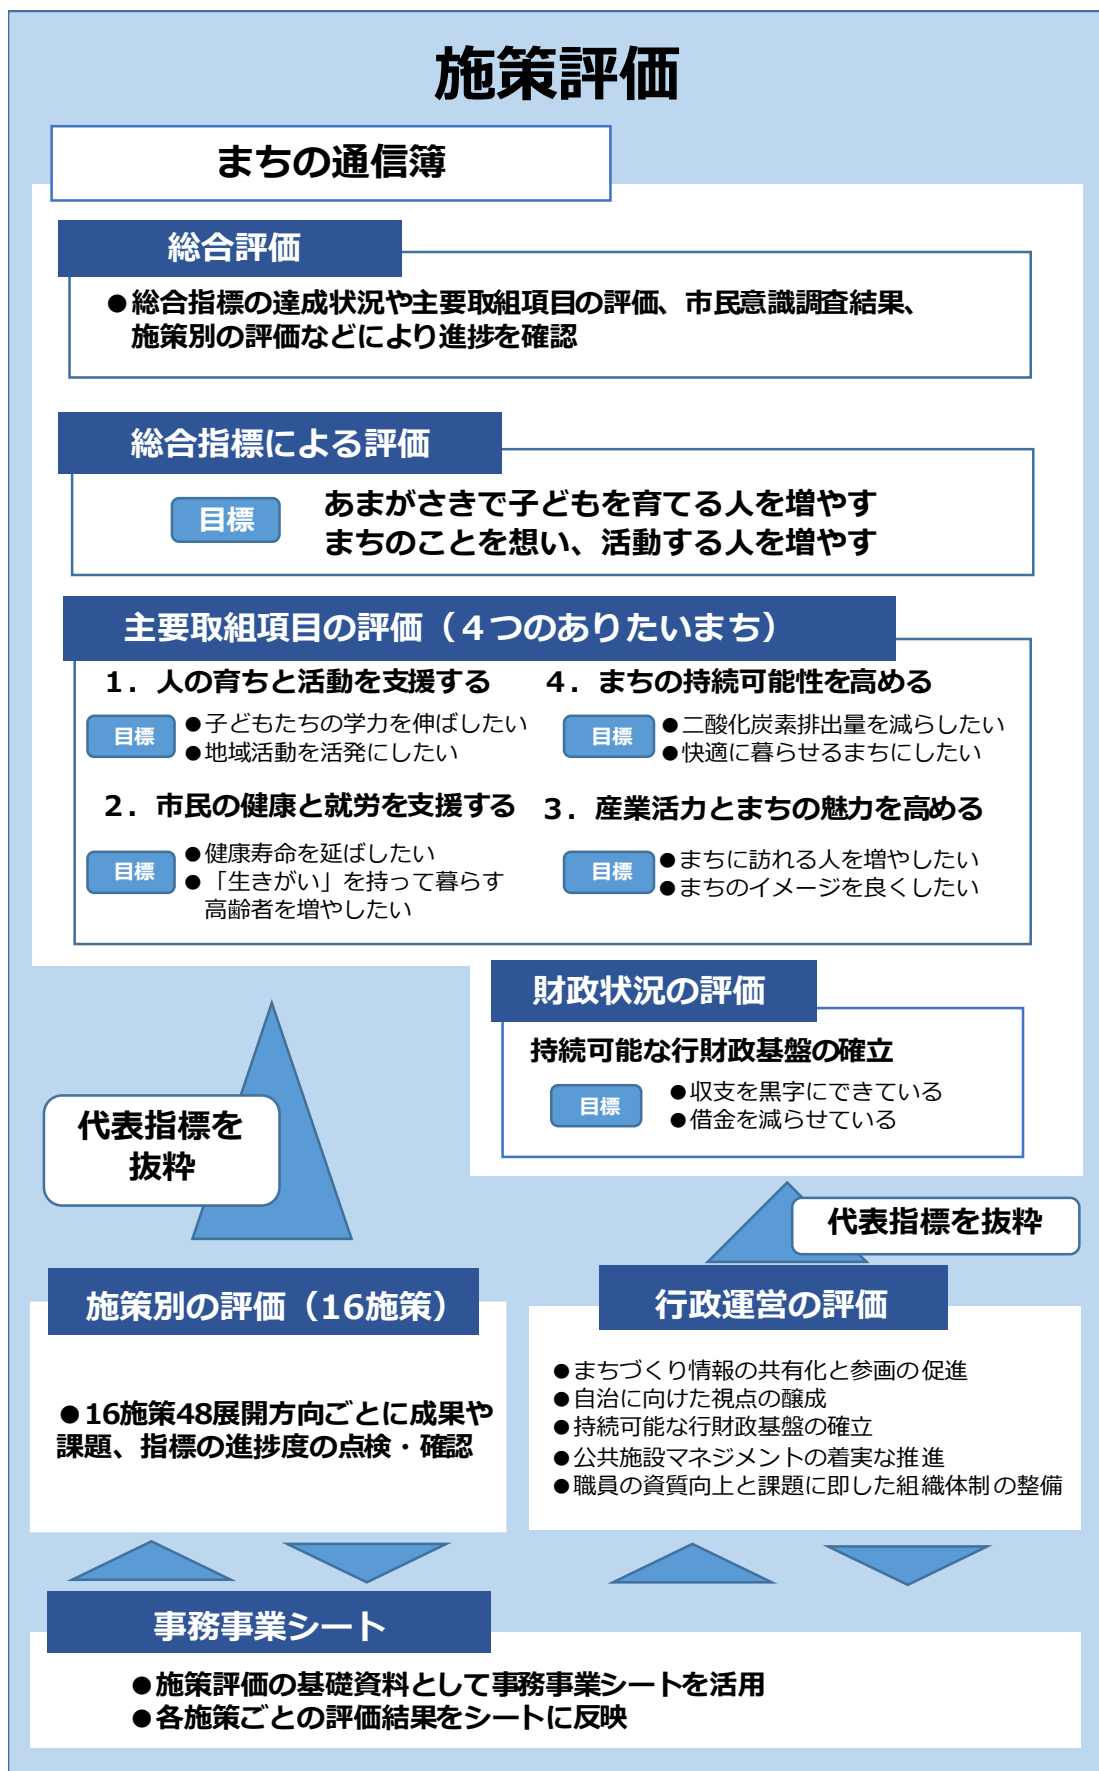 施策評価
まちの通信簿
総合評価
●総合指標の達成状況や主要取組項目の評価、市民意識調査結果、
施策別の評価などにより進捗を確認
総合指標による評価
目標
あまがさきで子どもを育てる人を増やす
まちのことを想い、活動する人を増やす
主要取組項目の評価（４つのありたいまち）
１．人の育ちと活動を支援する
目標
●子どもたちの学力を伸ばしたい
●地域活動を活発にしたい
４．まちの持続可能性を高める
目標
●二酸化炭素排出量を減らしたい
●快適に暮らせるまちにしたい
２．市民の健康と就労を支援する
目標
●健康寿命を延ばしたい
●「生きがい」を持って暮らす
高齢者を増やしたい
３．産業活力とまちの魅力を高める
目標
●まちに訪れる人を増やしたい
●まちのイメージを良くしたい
財政状況の評価
持続可能な行財政基盤の確立
目標
●収支を黒字にできている
●借金を減らせている
代表指標を
抜粋
代表指標を抜粋
施策別の評価（16施策）
●16施策48展開方向ごとに成果や
課題、指標の進捗度の点検・確認
行政運営の評価
●まちづくり情報の共有化と参画の促進
●自治に向けた視点の醸成
●持続可能な行財政基盤の確立
●公共施設マネジメントの着実な推進
●職員の資質向上と課題に即した組織体制の整備
事務事業シート
●施策評価の基礎資料として事務事業シートを活用
●各施策ごとの評価結果をシートに反映